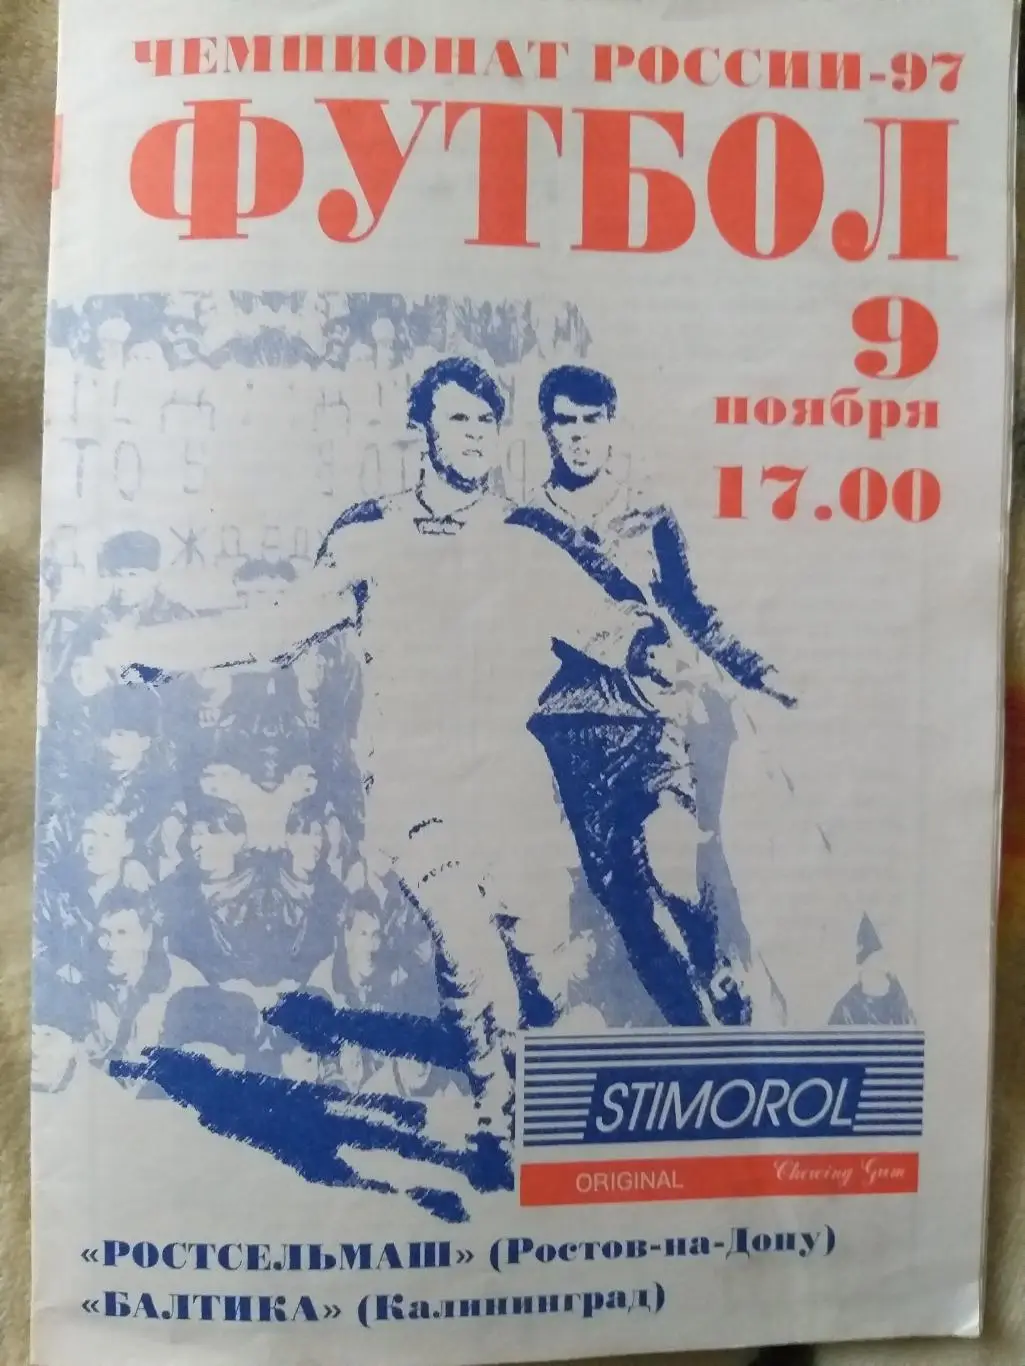 ЧЕМПИОНАТ РОССИИ-97
ФУТБОЛ
9
ноября
17.00
STIMOROL
ORIGINAL Chewing Gum
«РОСТСЕЛЬМАШ» (Ростов-на-Дону)
«БАЛТИКА» (Калининград)